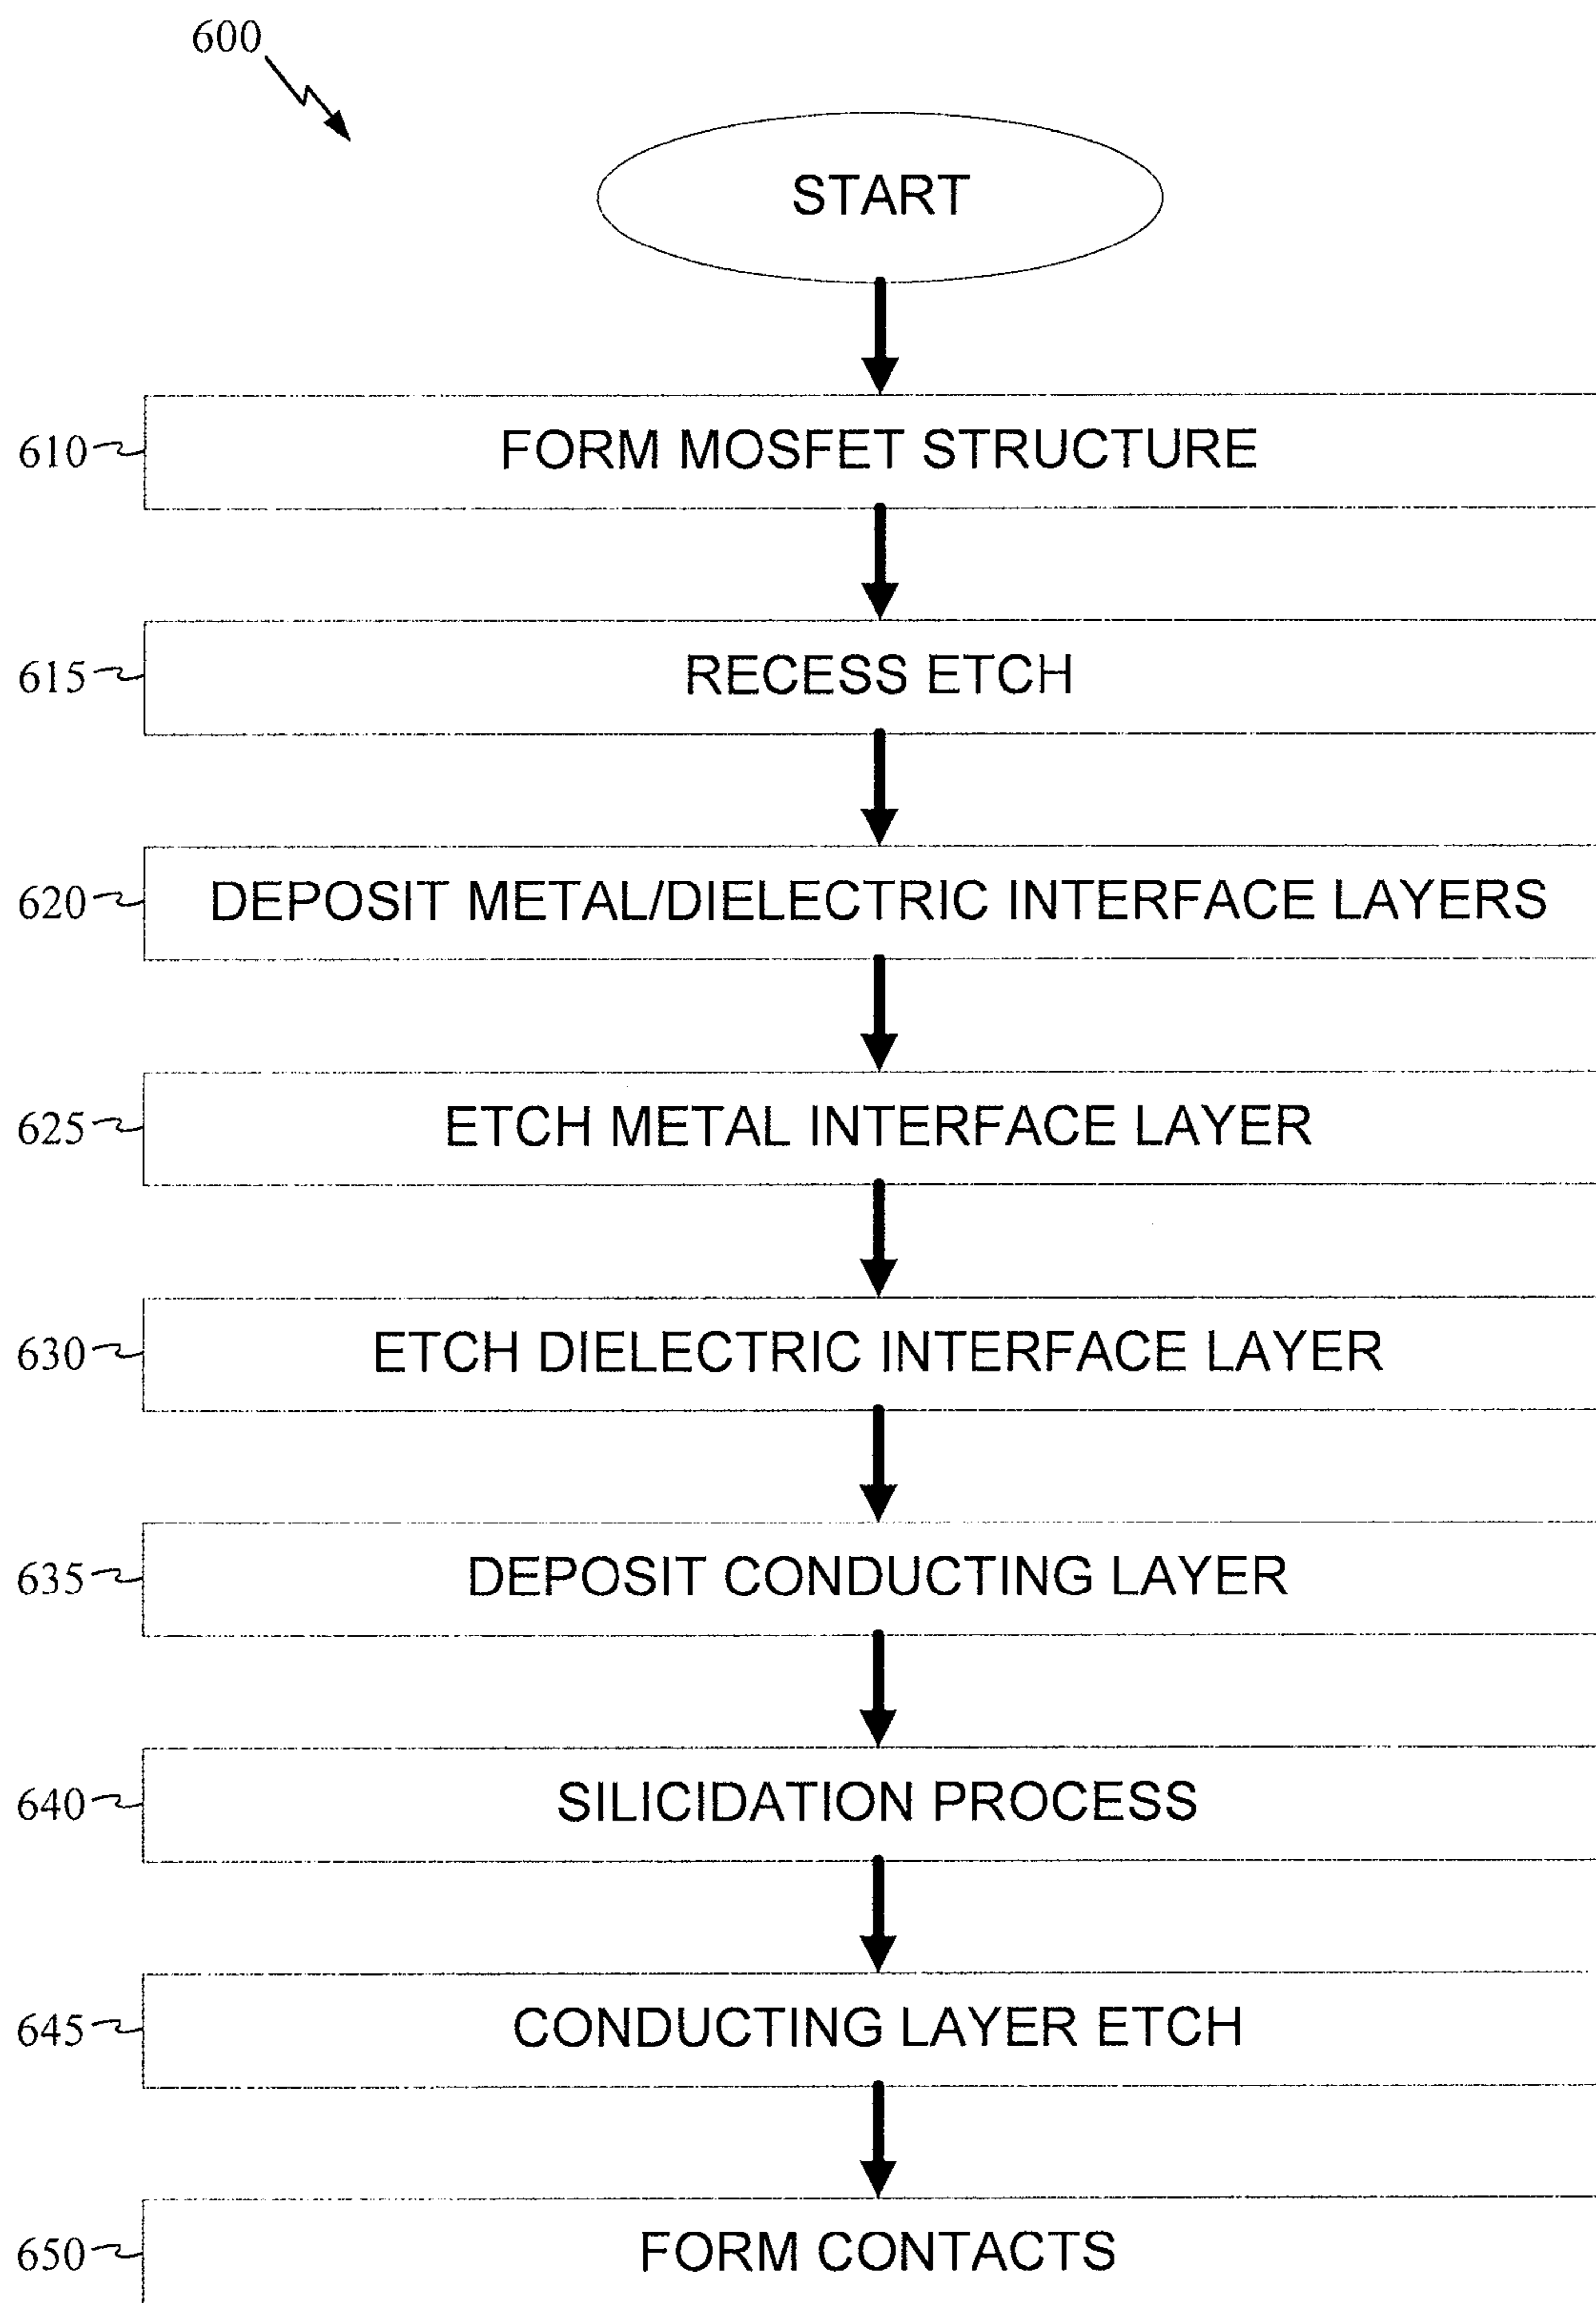 600
START
610 FORM MOSFET STRUCTURE
615 RECESS ETCH
620 DEPOSIT METAL/DIELECTRIC INTERFACE LAYERS
625 ETCH METAL INTERFACE LAYER
630 ETCH DIELECTRIC INTERFACE LAYER
635 DEPOSIT CONDUCTING LAYER
640 SILICIDATION PROCESS
645 CONDUCTING LAYER ETCH
650 FORM CONTACTS